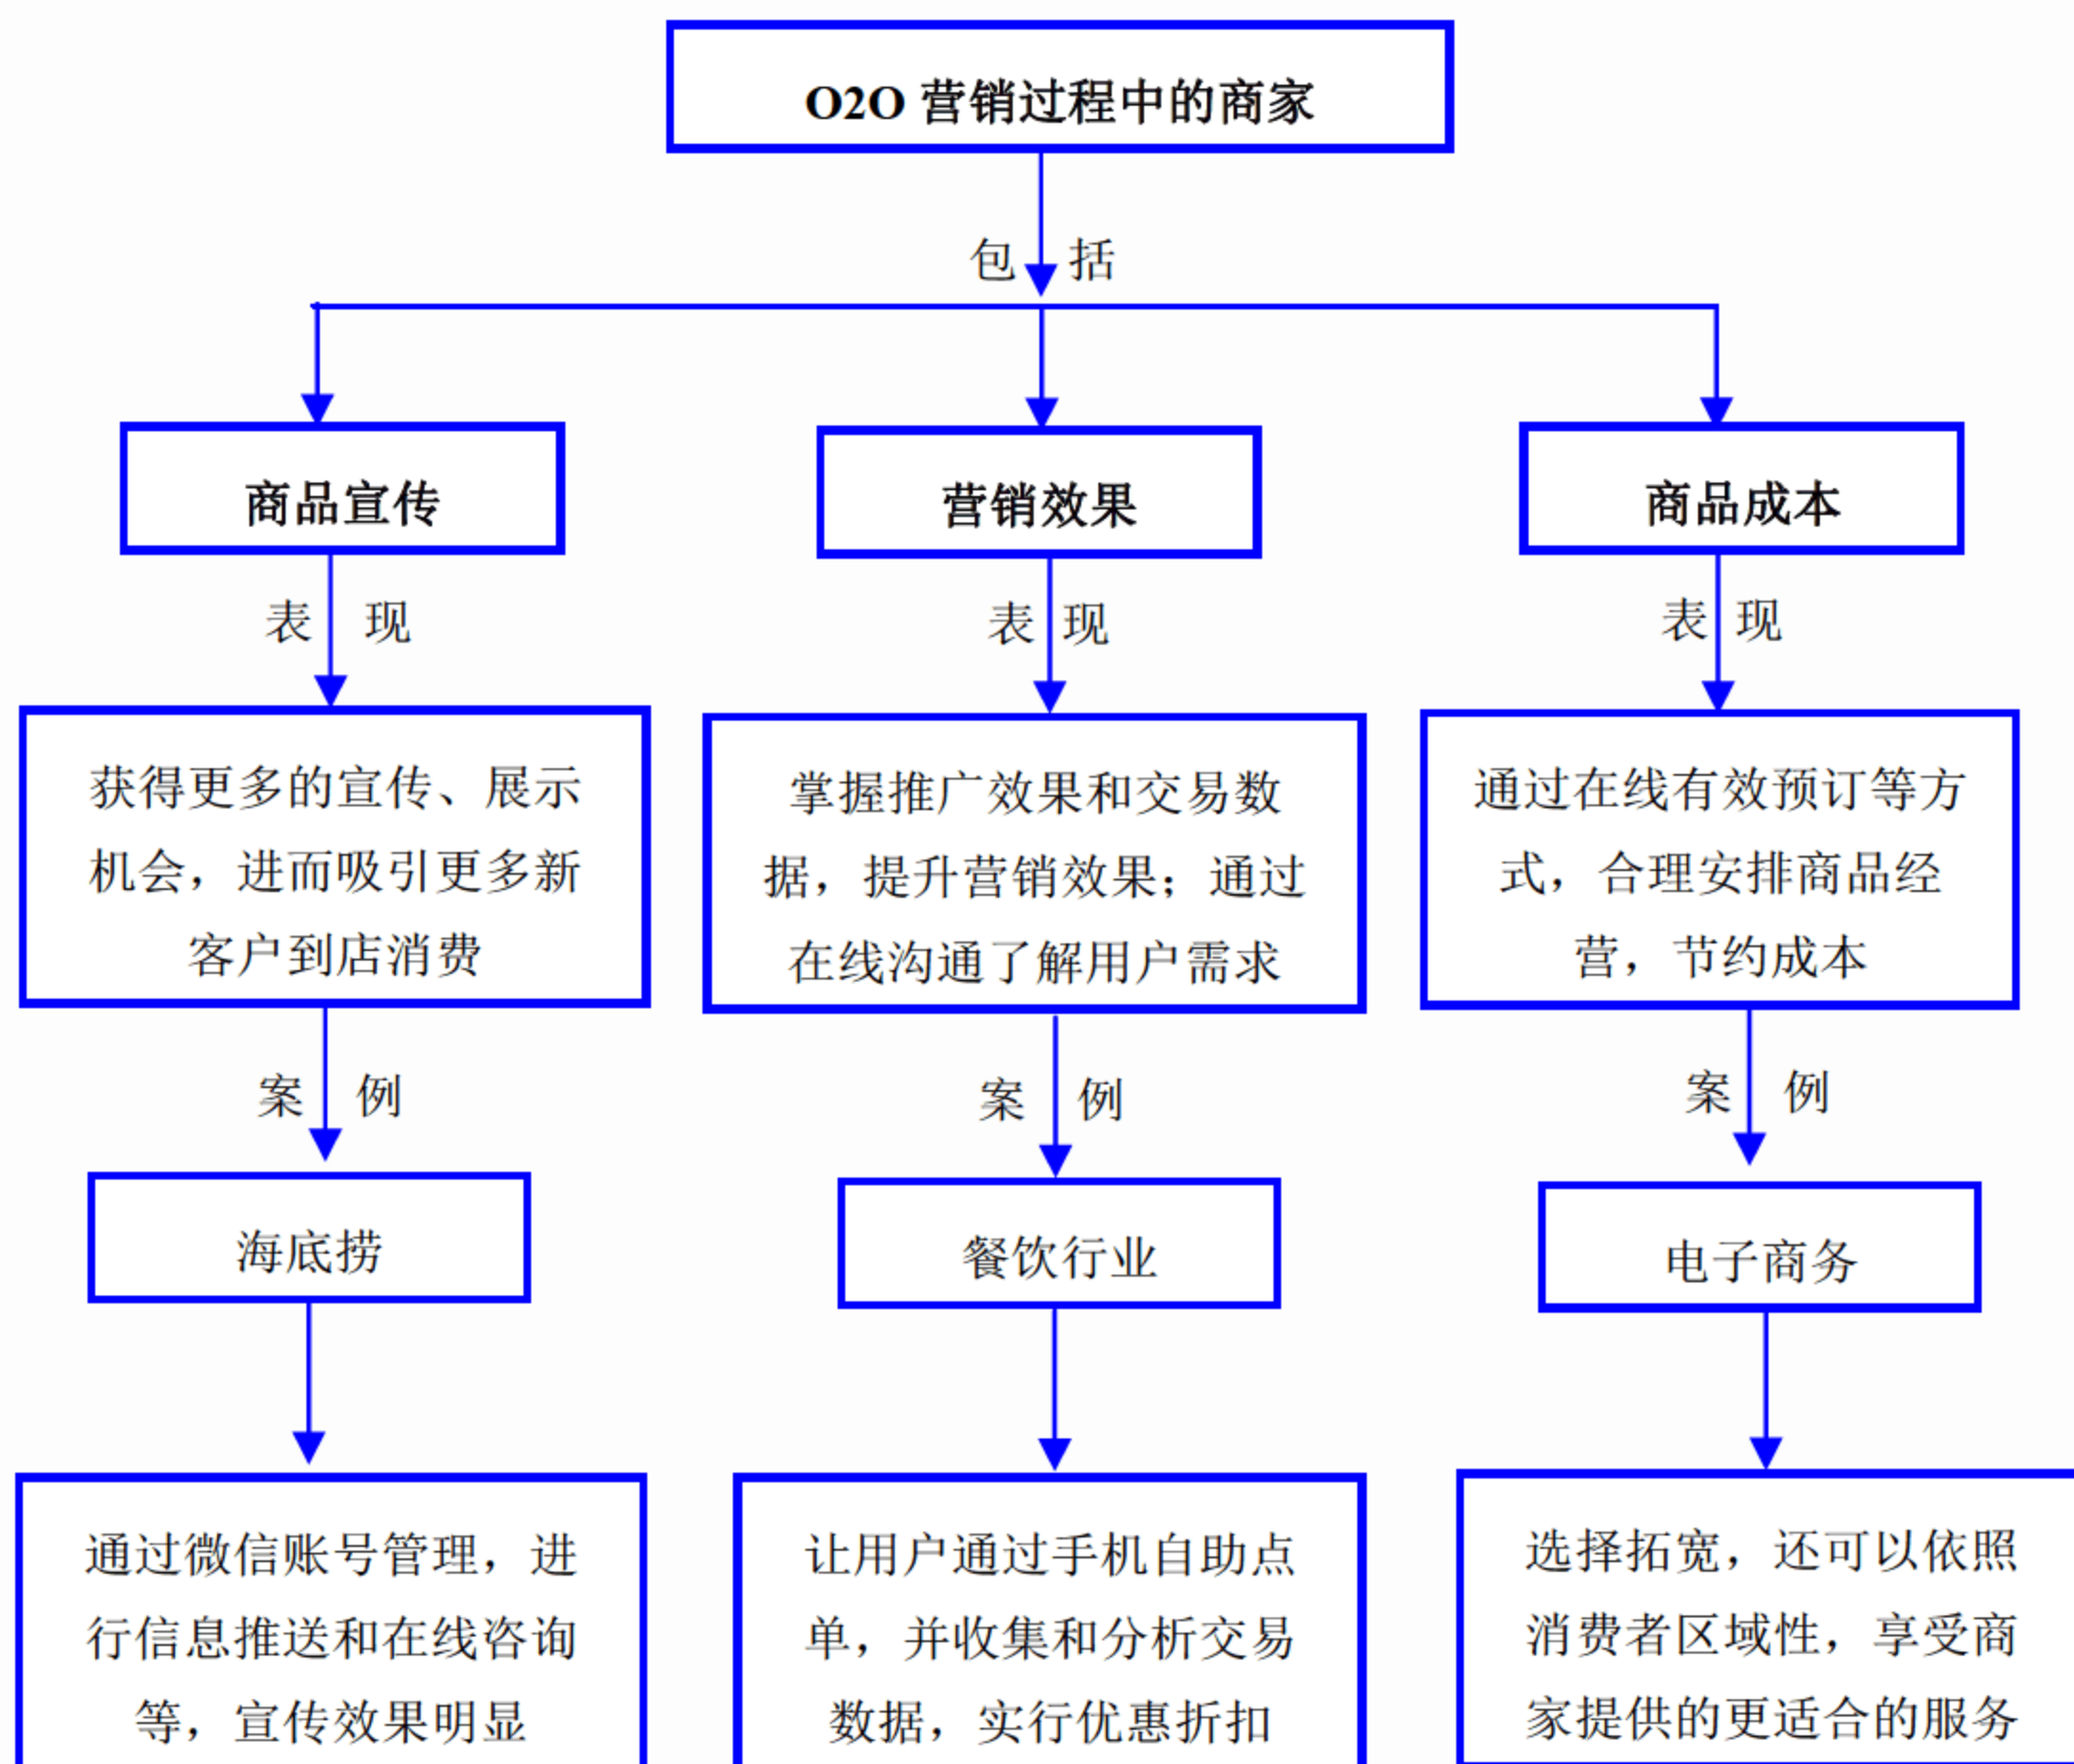 O2O 营销过程中的商家
包 括
商品宣传
营销效果
商品成本
表 现
表 现
表 现
获得更多的宣传、展示
机会，进而吸引更多新
客户到店消费
掌握推广效果和交易数
据，提升营销效果；通过
在线沟通了解用户需求
通过在线有效预订等方
式，合理安排商品经
营，节约成本
案 例
案 例
案 例
海底捞
餐饮行业
电子商务
通过微信账号管理，进
行信息推送和在线咨询
等，宣传效果明显
让用户通过手机自助点
单，并收集和分析交易
数据，实行优惠折扣
选择拓宽，还可以依照
消费者区域性，享受商
家提供的更适合的服务